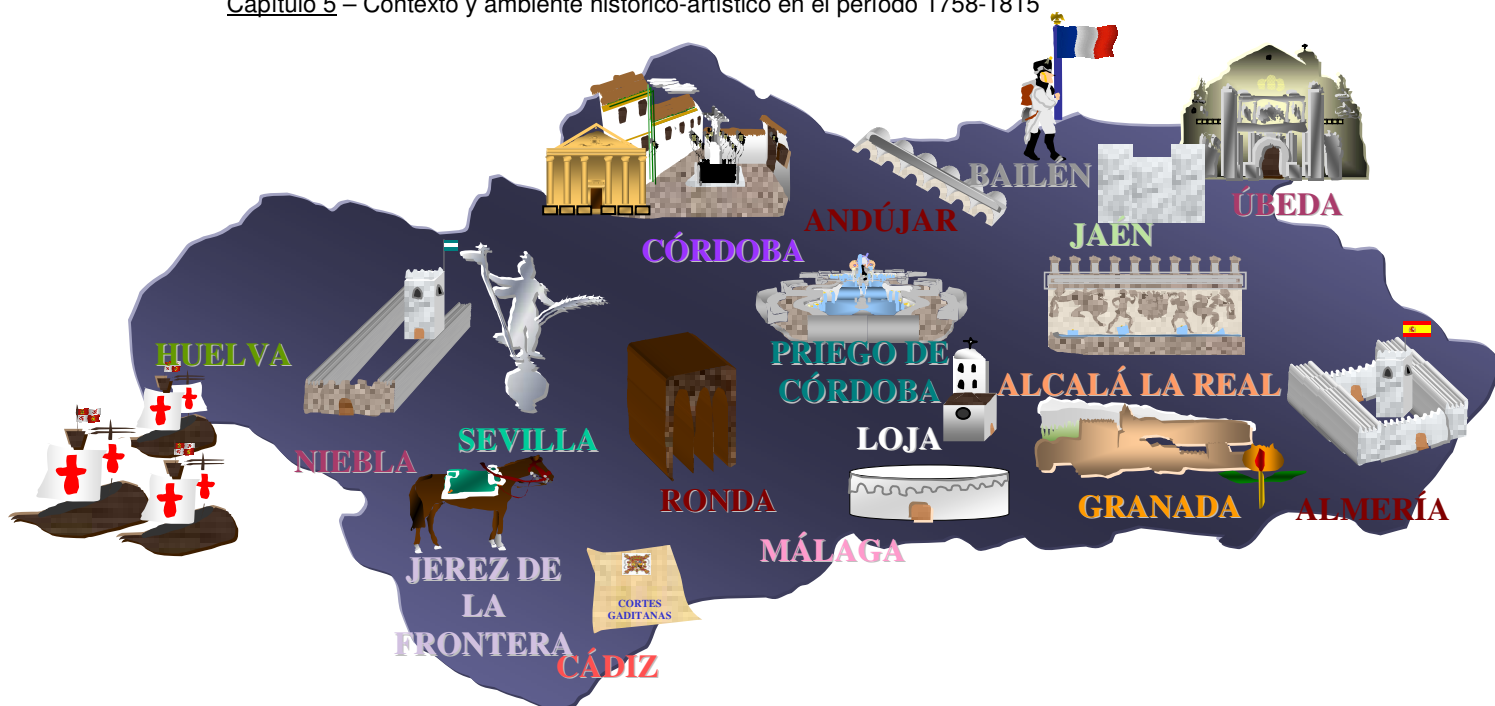 Capítulo 5 – Contexto y ambiente histórico-artístico en el período 1758-1815
BAILÉN
ÚBEDA
ANDÚJAR
JAÉN
CÓRDOBA
HUELVA
PRIEGO DE
CÓRDOBA
ALCALÁ LA REAL
SEVILLA
LOJA
NIEBLA
RONDA
GRANADA
ALMERÍA
MÁLAGA
JEREZ DE
LA
FRONTERA
CORTES
GADITANAS
CÁDIZ